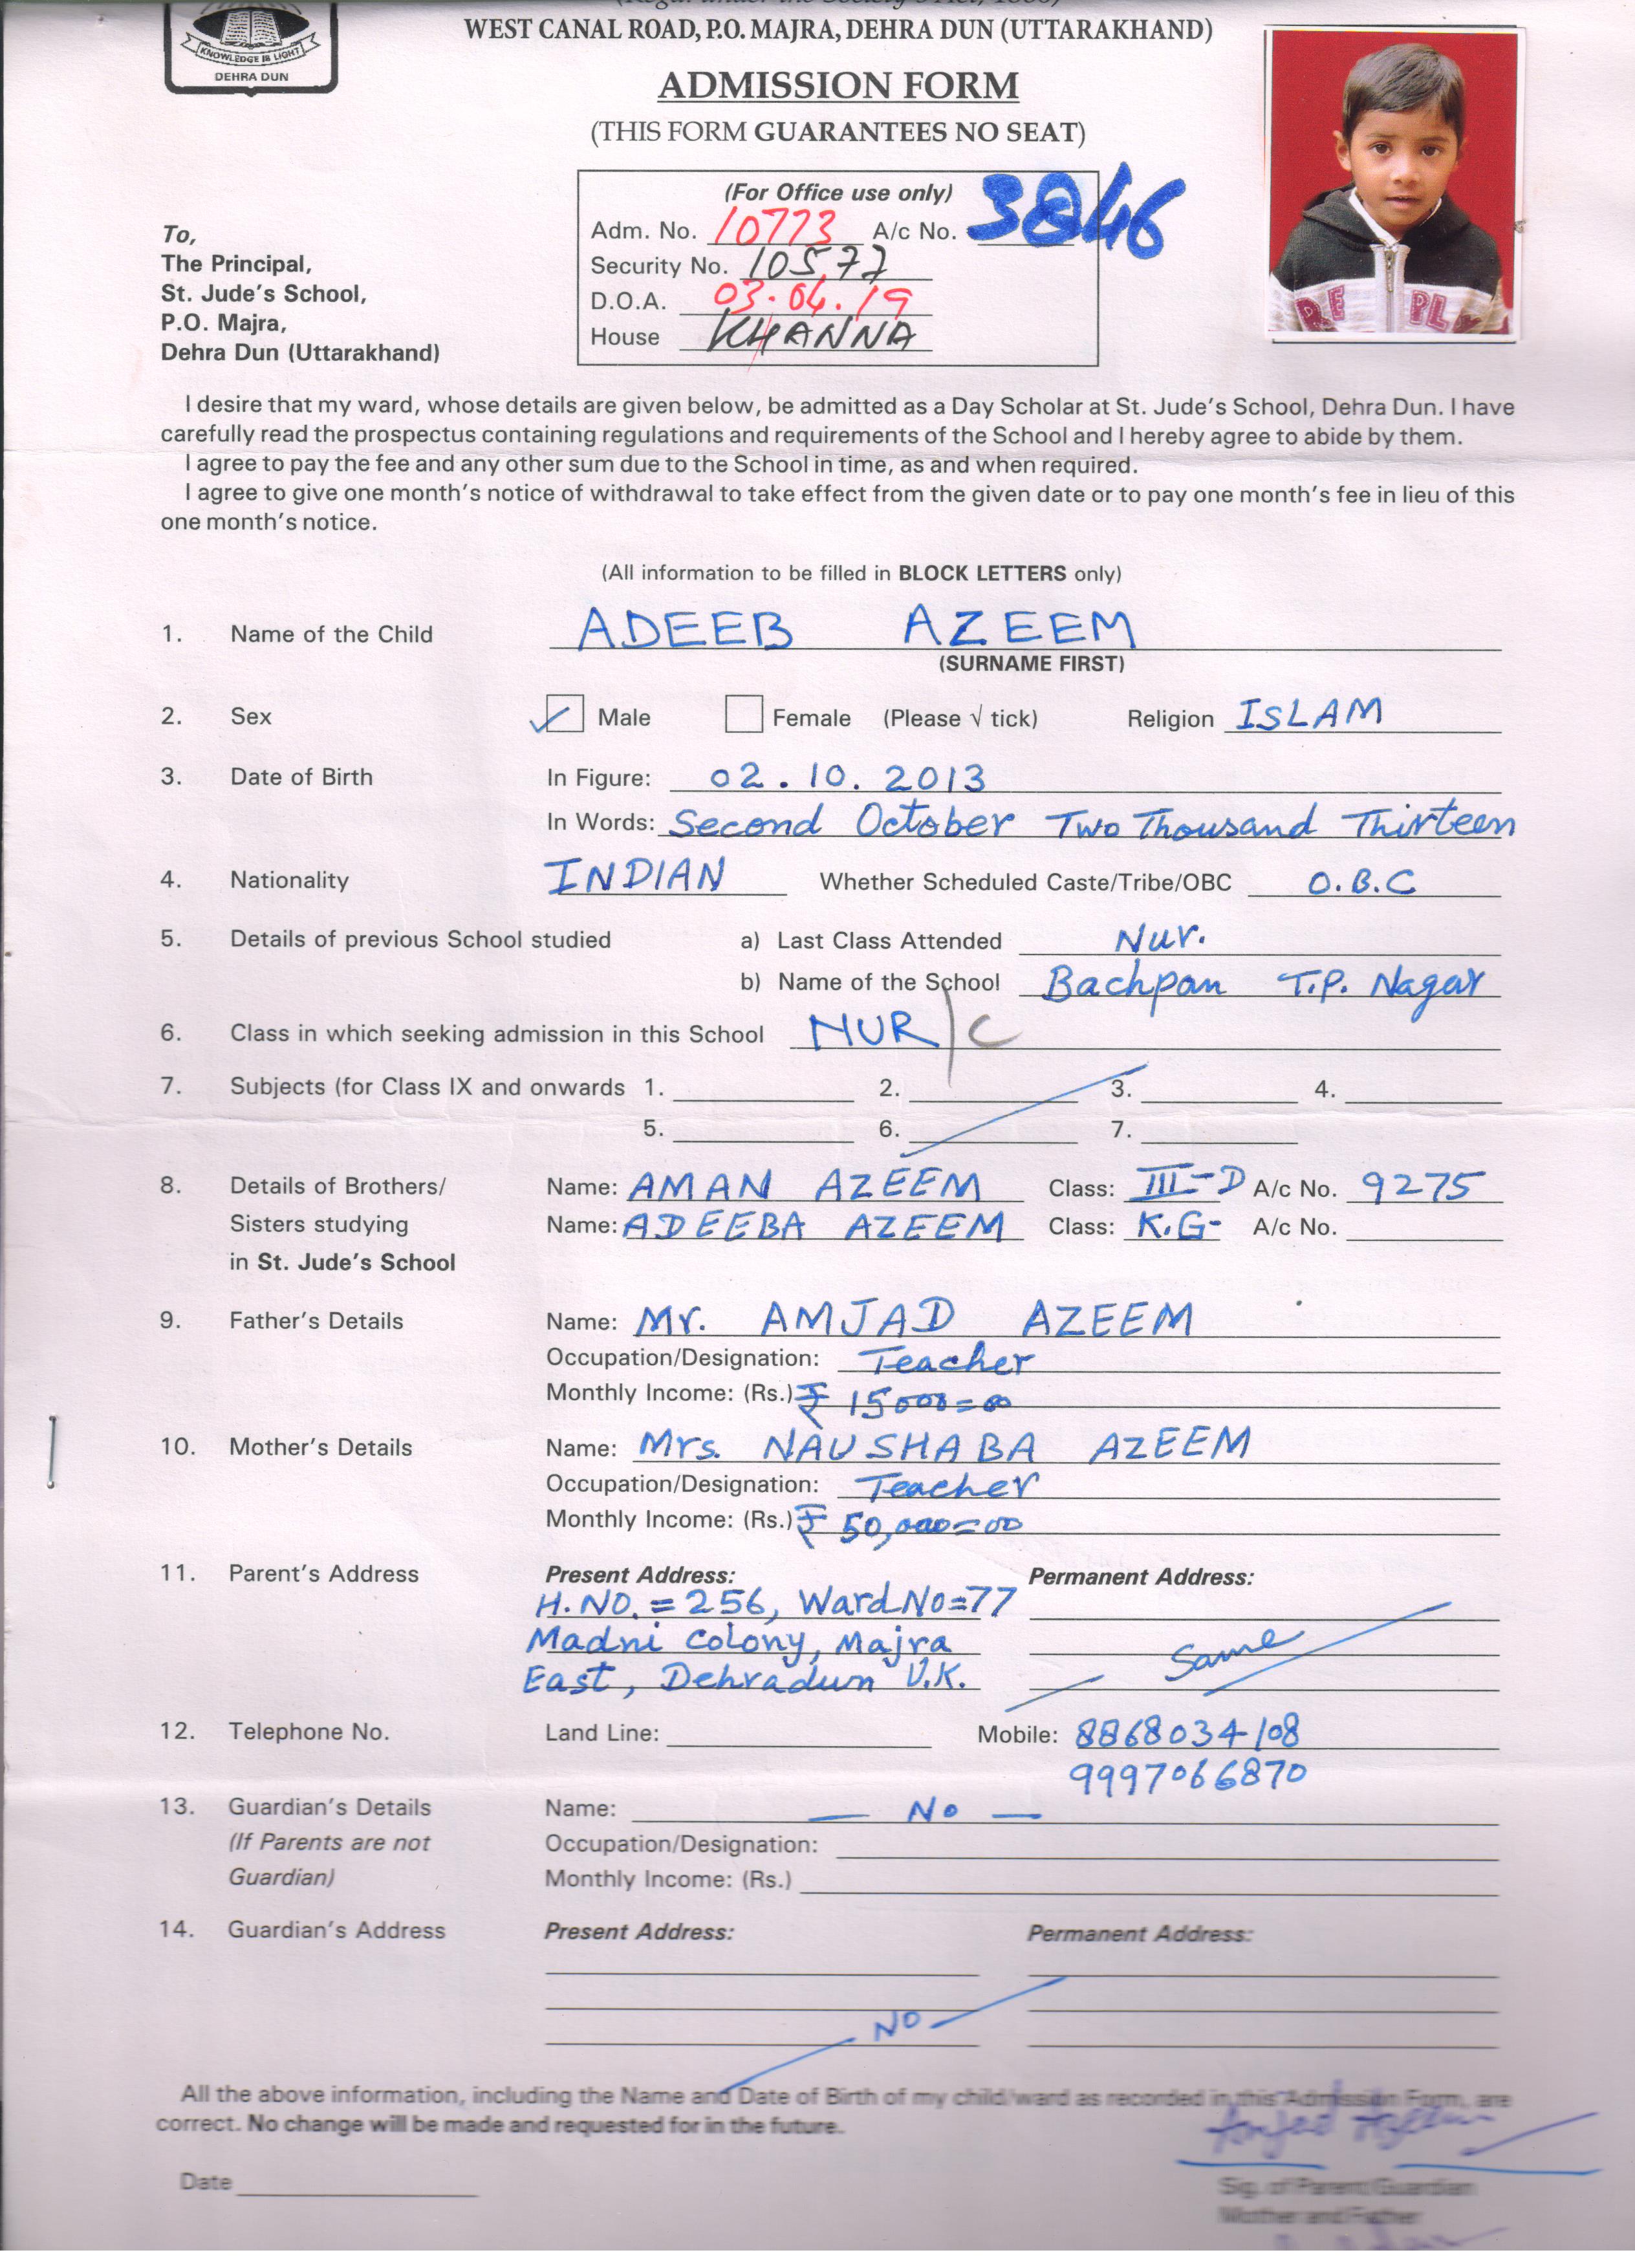 KNOWLEDGE IS LIGHT
DEHRA DUN
WEST CANAL ROAD, P.O. MAJRA, DEHRA DUN (UTTARAKHAND)
ADMISSION FORM
(THIS FORM GUARANTEES NO SEAT)
(For Office use only)
Adm. No. 10773 A/c No. 3846
Security No. 10577
D.O.A. 03.04.19
House KHANNA
To,
The Principal,
St. Jude's School,
P.O. Majra,
Dehra Dun (Uttarakhand)
I desire that my ward, whose details are given below, be admitted as a Day Scholar at St. Jude's School, Dehra Dun. I have
carefully read the prospectus containing regulations and requirements of the School and I hereby agree to abide by them.
I agree to pay the fee and any other sum due to the School in time, as and when required.
I agree to give one month's notice of withdrawal to take effect from the given date or to pay one month's fee in lieu of this
one month's notice.
(All information to be filled in BLOCK LETTERS only)
1. Name of the Child ADEEB AZEEM
(SURNAME FIRST)
2. Sex ✓ Male Female (Please √ tick) Religion ISLAM
3. Date of Birth In Figure: 02.10.2013
In Words: Second October Two Thousand Thirteen
4. Nationality INDIAN Whether Scheduled Caste/Tribe/OBC O.B.C
5. Details of previous School studied a) Last Class Attended Nur.
b) Name of the School Bachpan T.P. Nagar
6. Class in which seeking admission in this School NUR/C
7. Subjects (for Class IX and onwards 1. 2. 3. 4.
5. 6. 7.
8. Details of Brothers/ Name: AMAN AZEEM Class: III-D A/c No. 9275
Sisters studying Name: ADEEBA AZEEM Class: K.G- A/c No.
in St. Jude's School
9. Father's Details Name: Mr. AMJAD AZEEM
Occupation/Designation: Teacher
Monthly Income: (Rs.) ₹ 15000=00
10. Mother's Details Name: Mrs. NAUSHABA AZEEM
Occupation/Designation: Teacher
Monthly Income: (Rs.) ₹ 50,000=00
11. Parent's Address Present Address: Permanent Address:
H.NO.=256, Ward No=77
Madni Colony, Majra Same
East, Dehradun U.K.
12. Telephone No. Land Line: Mobile: 8868034108
9997066870
13. Guardian's Details Name: — No —
(If Parents are not Occupation/Designation:
Guardian) Monthly Income: (Rs.)
14. Guardian's Address Present Address: Permanent Address:
NO
All the above information, including the Name and Date of Birth of my child/ward as recorded in this Admission Form, are
correct. No change will be made and requested for in the future.
Amjad Azeem
Date
Sig. of Parent/Guardian
Mother and Father